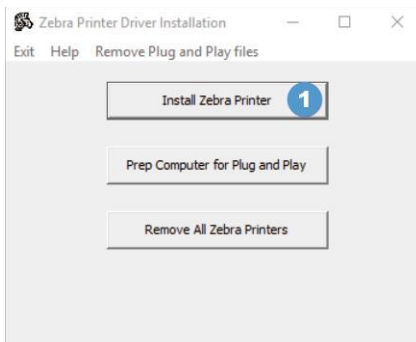 Zebra Printer Driver Installation
Exit Help Remove Plug and Play files
Install Zebra Printer 1
Prep Computer for Plug and Play
Remove All Zebra Printers